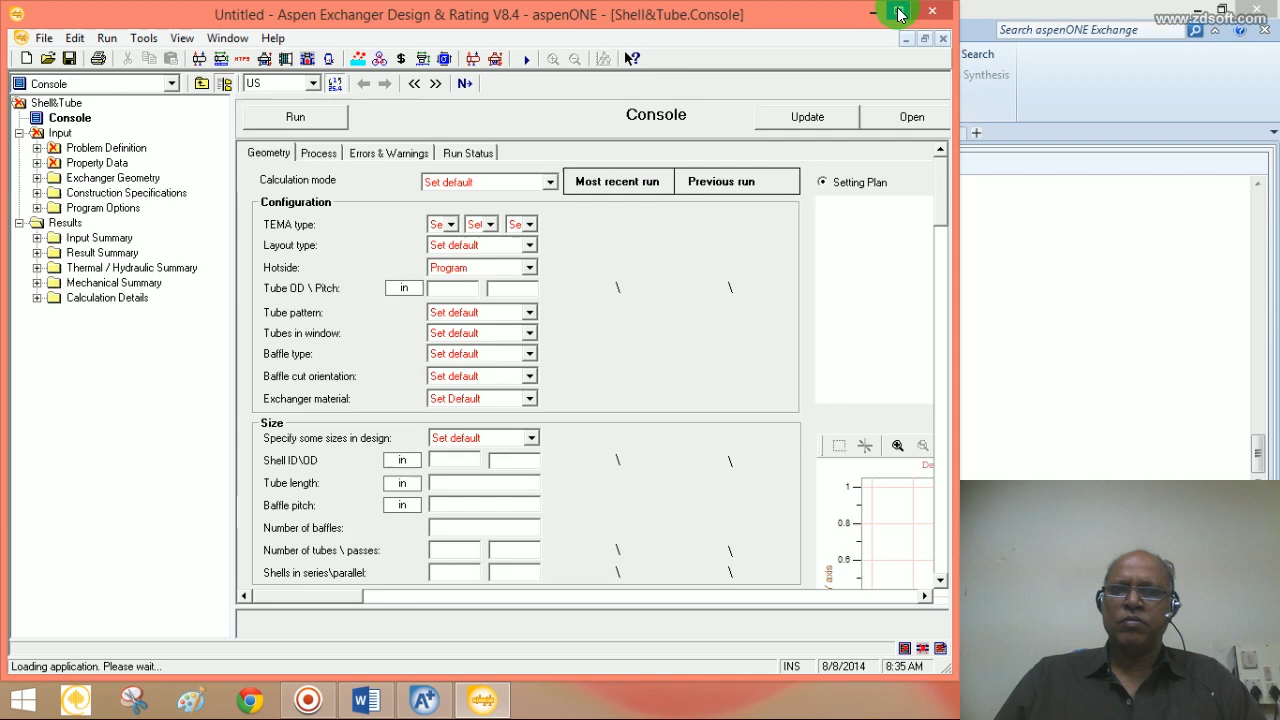 Untitled - Aspen Exchanger Design & Rating V8.4 - aspenONE - [Shell&Tube.Console]
www.zdsoft.com
File Edit Run Tools View Window Help
Search aspenONE Exchange
Search
Synthesis
HTFS
Console
US
N+
Shell&Tube
Console
Input
Problem Definition
Property Data
Exchanger Geometry
Construction Specifications
Program Options
Results
Input Summary
Result Summary
Thermal / Hydraulic Summary
Mechanical Summary
Calculation Details
Run Console Update Open
Geometry Process Errors & Warnings Run Status
Calculation mode Set default Most recent run Previous run Setting Plan
Configuration
TEMA type: Se Set Se
Layout type: Set default
Hotside: Program
Tube OD \ Pitch: in \ \
Tube pattern: Set default
Tubes in window: Set default
Baffle type: Set default
Baffle cut orientation: Set default
Exchanger material: Set Default
Size
Specify some sizes in design: Set default
Shell ID\OD in \ \
Tube length: in
Baffle pitch: in
Number of baffles:
Number of tubes \ passes: \ \
Shells in series\parallel: \ \
De
1
0.8
0.6
axis
Loading application. Please wait... INS 8/8/2014 8:35 AM